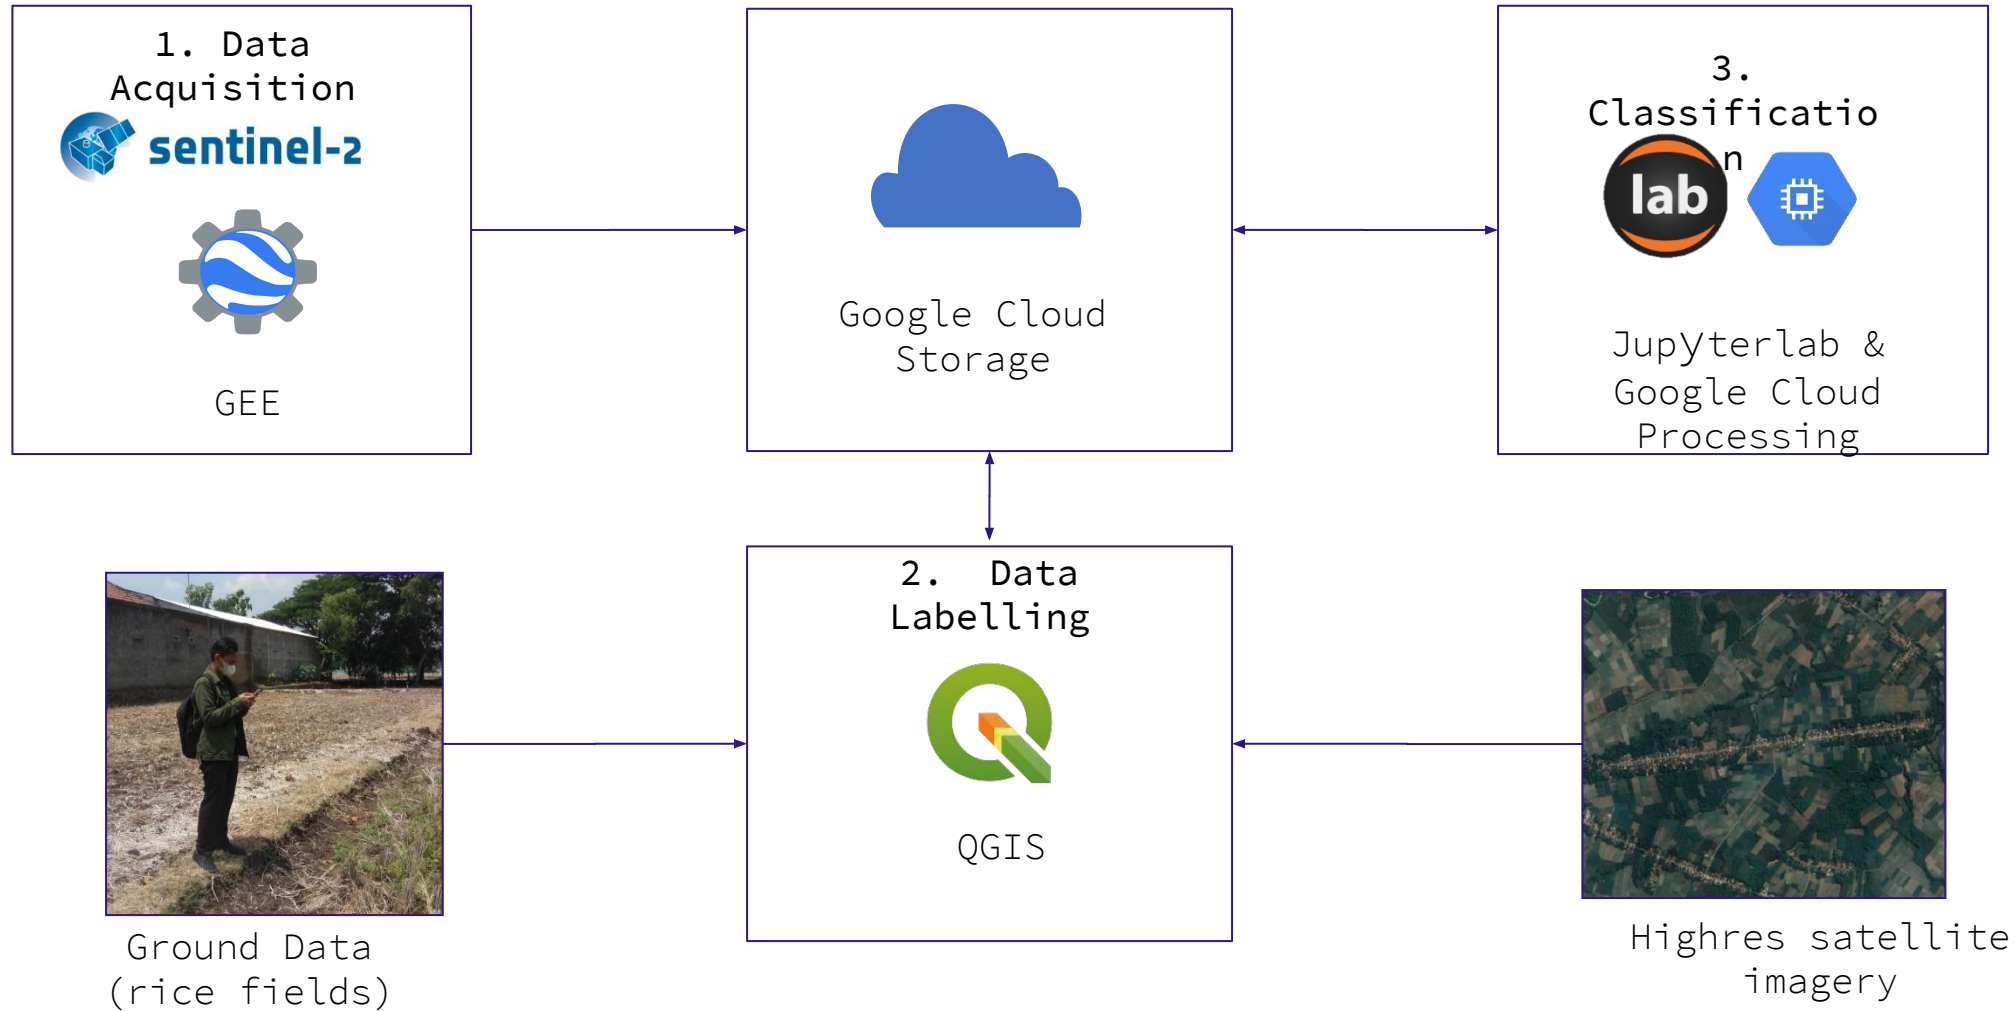 1. Data
Acquisition
sentinel-2
GEE
Google Cloud
Storage
3.
Classificatio
n
lab
Jupyterlab &
Google Cloud
Processing
2. Data
Labelling
QGIS
Ground Data
(rice fields)
Highres satellite
imagery